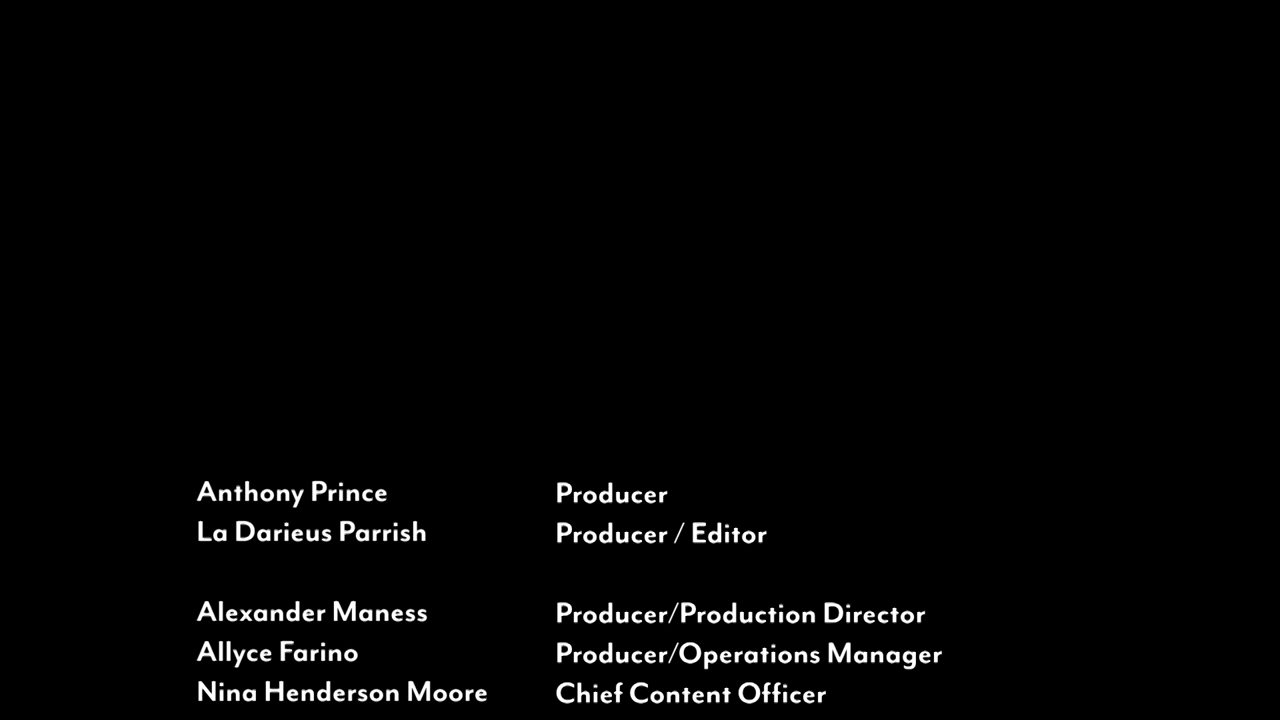 Anthony Prince Producer
La Darieus Parrish Producer / Editor
Alexander Maness Producer/Production Director
Allyce Farino Producer/Operations Manager
Nina Henderson Moore Chief Content Officer